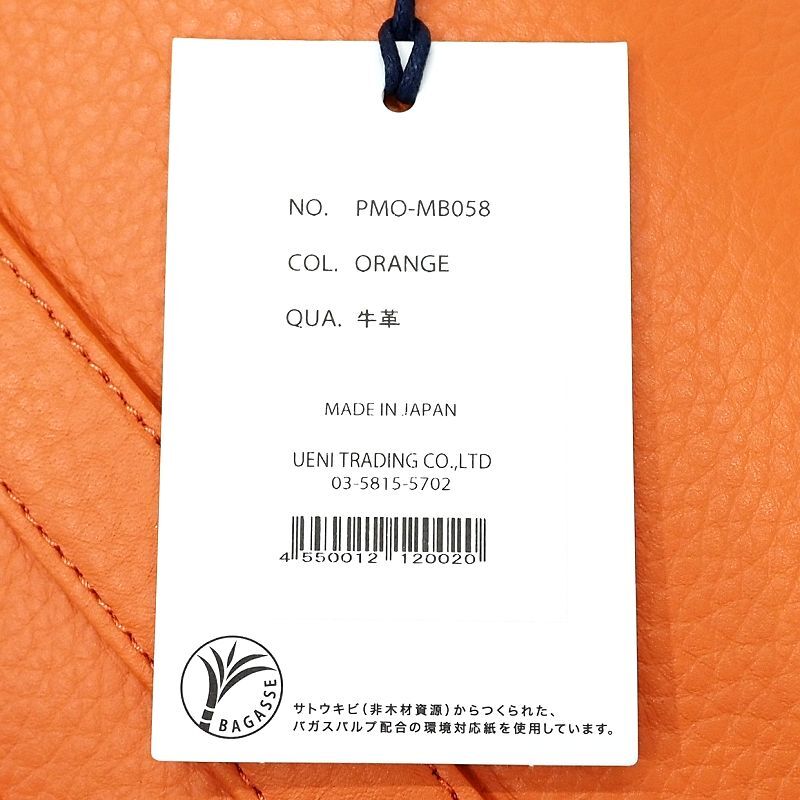 NO. PMO-MB058
COL. ORANGE
QUA. 牛革
MADE IN JAPAN
UENI TRADING CO.,LTD
03-5815-5702
4 550012 120020
BAGASSE
サトウキビ(非木材資源)からつくられた、
バガスパルプ配合の環境対応紙を使用しています。